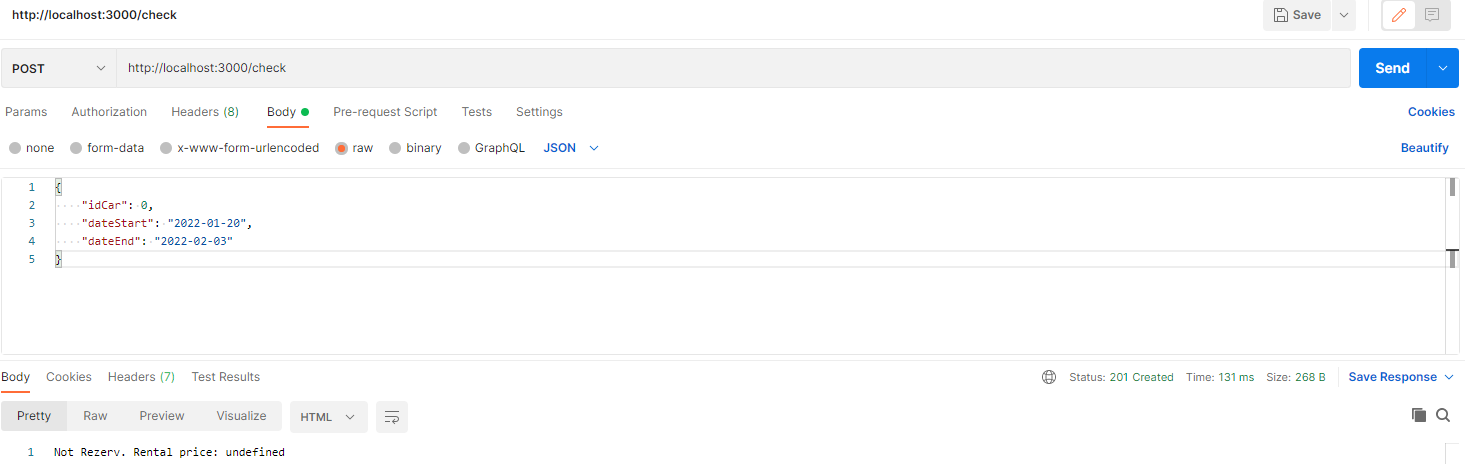 http://localhost:3000/check
Save
POST
http://localhost:3000/check
Send
Params Authorization Headers (8) Body Pre-request Script Tests Settings Cookies
none form-data x-www-form-urlencoded raw binary GraphQL JSON Beautify
1 {
2 "idCar": 0,
3 "dateStart": "2022-01-20",
4 "dateEnd": "2022-02-03"
5 }
Body Cookies Headers (7) Test Results Status: 201 Created Time: 131 ms Size: 268 B Save Response
Pretty Raw Preview Visualize HTML
1 Not Rezerv. Rental price: undefined